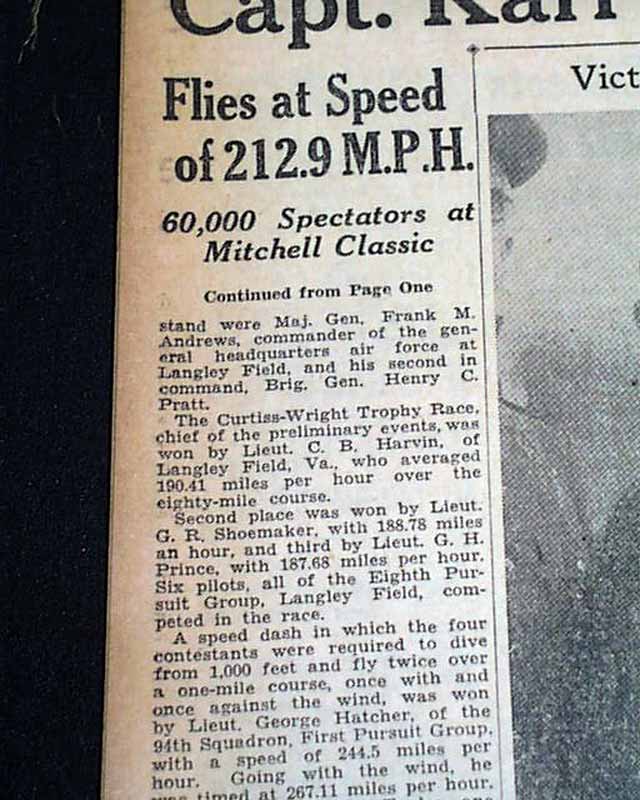 Capt. Karl
Flies at Speed
of 212.9 M.P.H.
60,000 Spectators at
Mitchell Classic
Continued from Page One
stand were Maj. Gen. Frank M.
Andrews, commander of the gen-
eral headquarters air force at
Langley Field, and his second in
command, Brig. Gen. Henry C.
Pratt.
The Curtiss-Wright Trophy Race,
chief of the preliminary events, was
won by Lieut. C. B. Harvin, of
Langley Field, Va., who averaged
190.41 miles per hour over the
eighty-mile course.
Second place was won by Lieut.
G. R. Shoemaker, with 188.78 miles
an hour, and third by Lieut. G. H.
Prince, with 187.68 miles per hour.
Six pilots, all of the Eighth Pur-
suit Group, Langley Field, com-
peted in the race.
A speed dash in which the four
contestants were required to dive
from 1,000 feet and fly twice over
a one-mile course, once with and
once against the wind, was won
by Lieut. George Hatcher, of the
94th Squadron, First Pursuit Group,
with a speed of 244.5 miles per
hour. Going with the wind, he
was timed at 267.11 miles per hour.
Vict